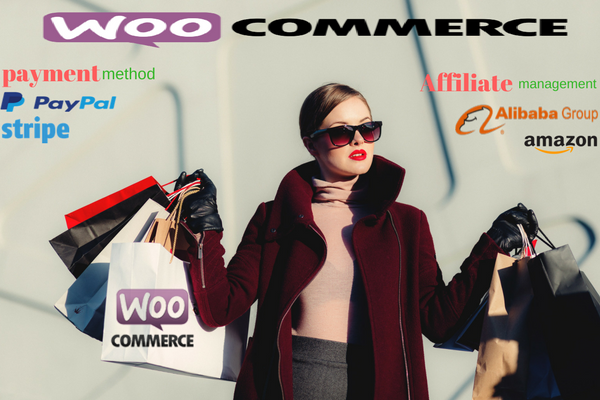 WOO COMMERCE
payment method
PayPal
stripe
Affiliate management
Alibaba Group
amazon
WOO
COMMERCE